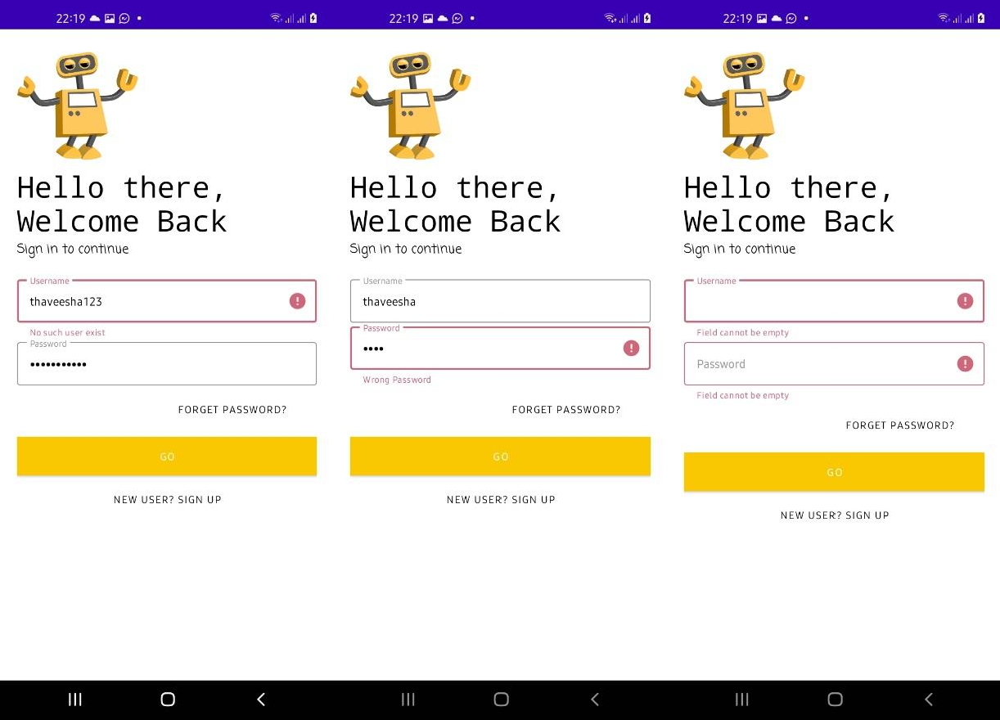 22:19
Hello there,
Welcome Back
Sign in to continue
Username
thaveesha123
No such user exist
Password
•••••••••••
FORGET PASSWORD?
GO
NEW USER? SIGN UP
22:19
Hello there,
Welcome Back
Sign in to continue
Username
thaveesha
Password
••••
Wrong Password
FORGET PASSWORD?
GO
NEW USER? SIGN UP
22:19
Hello there,
Welcome Back
Sign in to continue
Username
Field cannot be empty
Password
Field cannot be empty
FORGET PASSWORD?
GO
NEW USER? SIGN UP